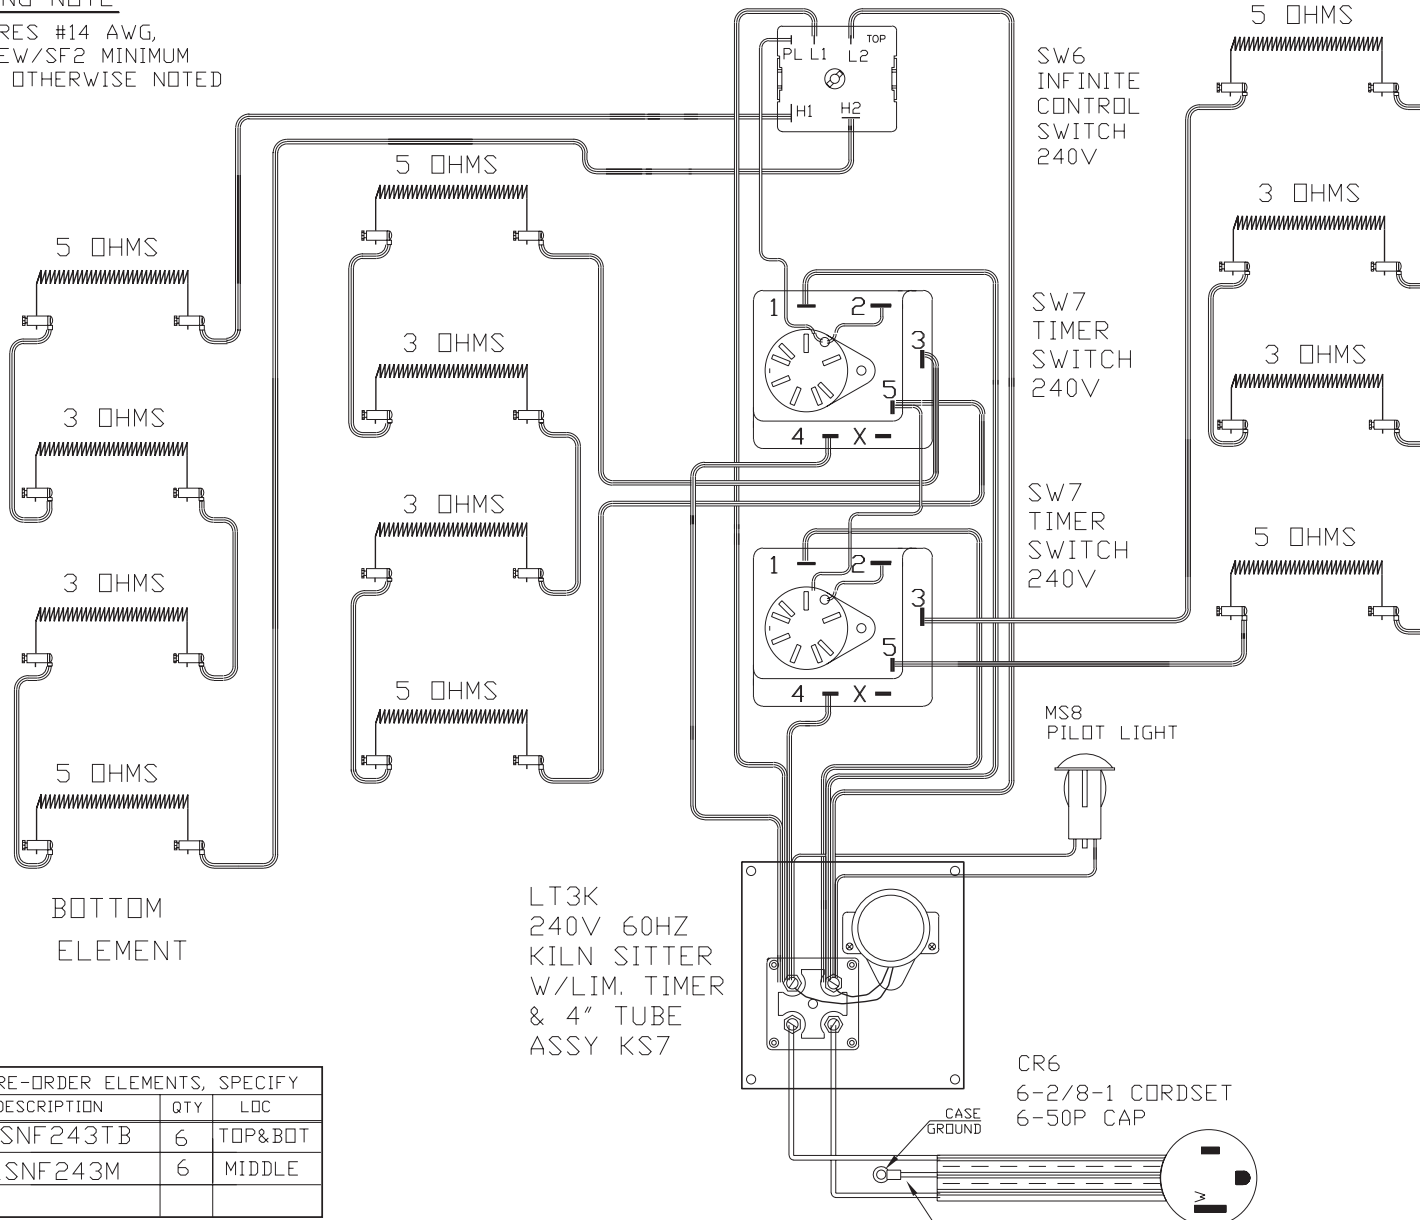 NG NOTE
RES #14 AWG,
EW/SF2 MINIMUM
OTHERWISE NOTED
TOP
PL L1 L2
H1 H2
SW6
INFINITE
CONTROL
SWITCH
240V
5 OHMS
3 OHMS
3 OHMS
5 OHMS
5 OHMS
3 OHMS
3 OHMS
5 OHMS
5 OHMS
3 OHMS
3 OHMS
5 OHMS
BOTTOM
ELEMENT
1 2
3
5
4 X
SW7
TIMER
SWITCH
240V
1 2
3
5
4 X
SW7
TIMER
SWITCH
240V
MS8
PILOT LIGHT
LT3K
240V 60HZ
KILN SITTER
W/LIM. TIMER
& 4" TUBE
ASSY KS7
CR6
6-2/8-1 CORDSET
6-50P CAP
CASE
GROUND
W
RE-ORDER ELEMENTS, SPECIFY
DESCRIPTION QTY LOC
SNF243TB 6 TOP&BOT
SNF243M 6 MIDDLE